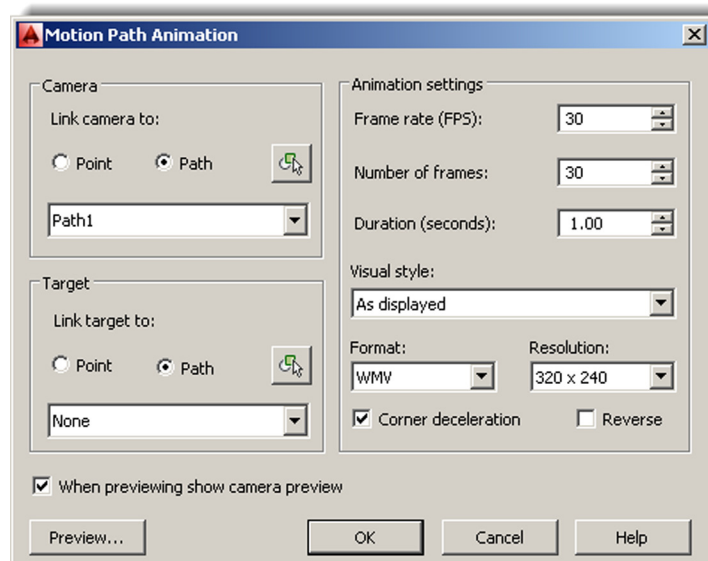 Motion Path Animation
Camera
Link camera to:
Point Path
Path1
Target
Link target to:
Point Path
None
Animation settings
Frame rate (FPS): 30
Number of frames: 30
Duration (seconds): 1.00
Visual style:
As displayed
Format: Resolution:
WMV 320 x 240
Corner deceleration Reverse
When previewing show camera preview
Preview... OK Cancel Help